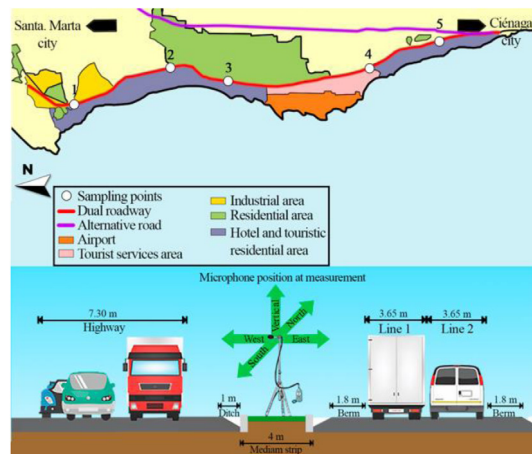 Santa. Marta
city
Ciénaga
city
1
2
3
4
5
N
Sampling points
Dual roadway
Alternative road
Airport
Tourist services area
Industrial area
Residential area
Hotel and touristic
residential area
Microphone position at measurement
7.30 m
Highway
Vertical
North
West
East
South
3.65 m
Line 1
3.65 m
Line 2
1 m
Ditch
1.8 m
Berm
1.8 m
Berm
4 m
Mediam strip